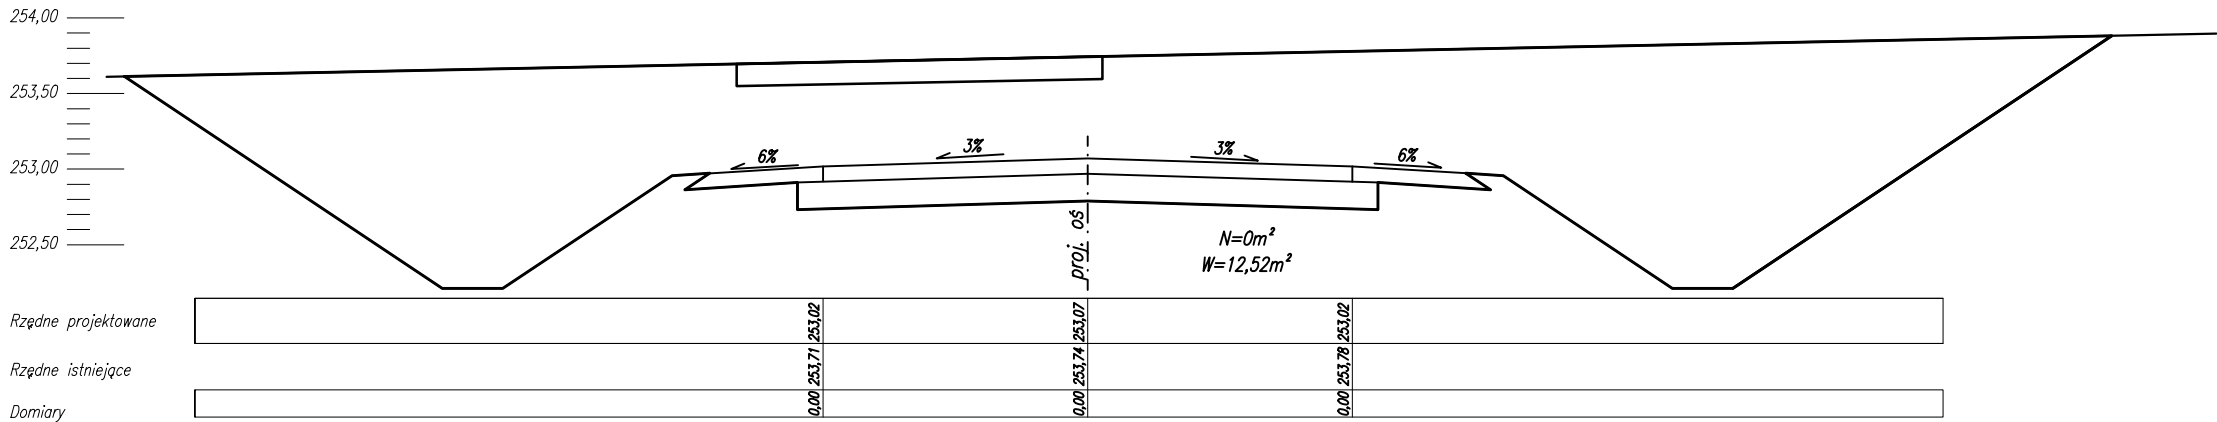 254,00
253,50
253,00
252,50
6%
3%
3%
6%
proj. oś
N=0m²
W=12,52m²
Rzędne projektowane
253,02
253,07
253,02
Rzędne istniejące
253,71
253,74
253,78
Domiary
0,00
0,00
0,00